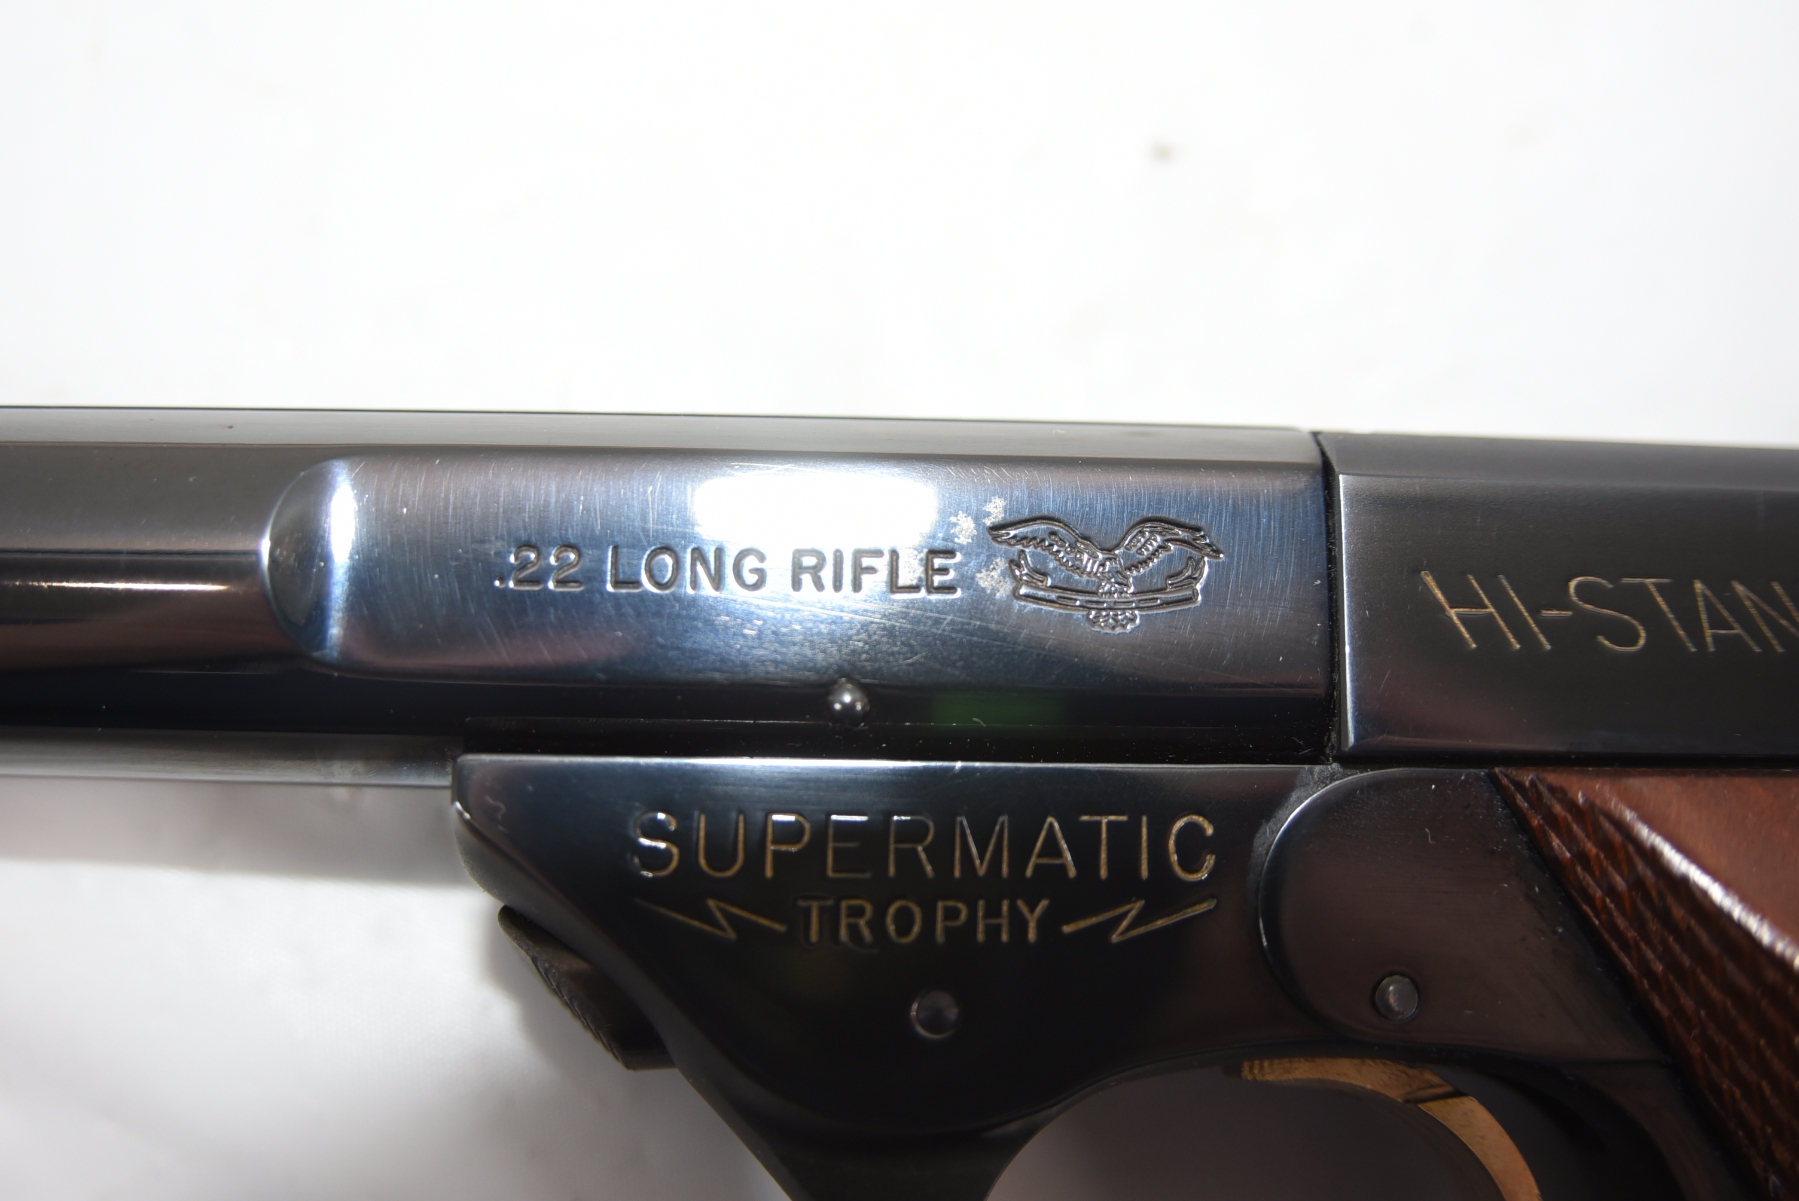 .22 LONG RIFLE
HI-STAN
SUPERMATIC
TROPHY